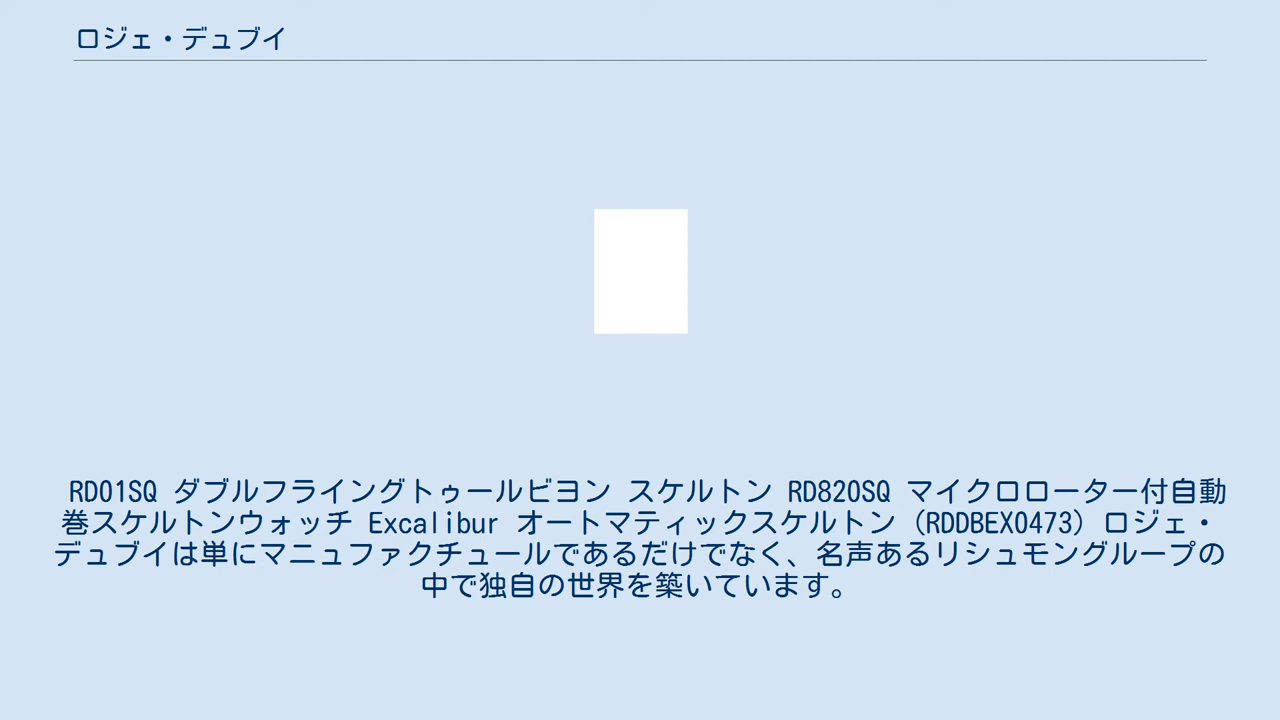 ロジェ・デュブイ
RD01SQ ダブルフライングトゥールビヨン スケルトン RD820SQ マイクロローター付自動
巻スケルトンウォッチ Excalibur オートマティックスケルトン（RDDBEX0473）ロジェ・
デュブイは単にマニュファクチュールであるだけでなく、名声あるリシュモングループの
中で独自の世界を築いています。